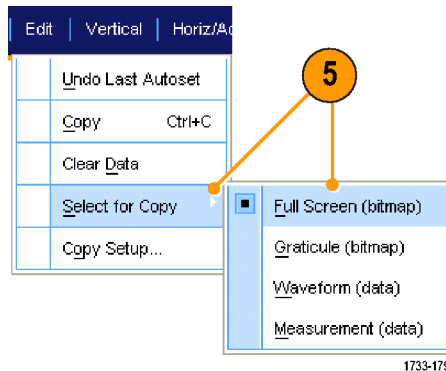 Edit | Vertical | Horiz/Ac
Undo Last Autoset
5
Copy Ctrl+C
Clear Data
Select for Copy
Full Screen (bitmap)
Copy Setup...
Graticule (bitmap)
Waveform (data)
Measurement (data)
1733-179